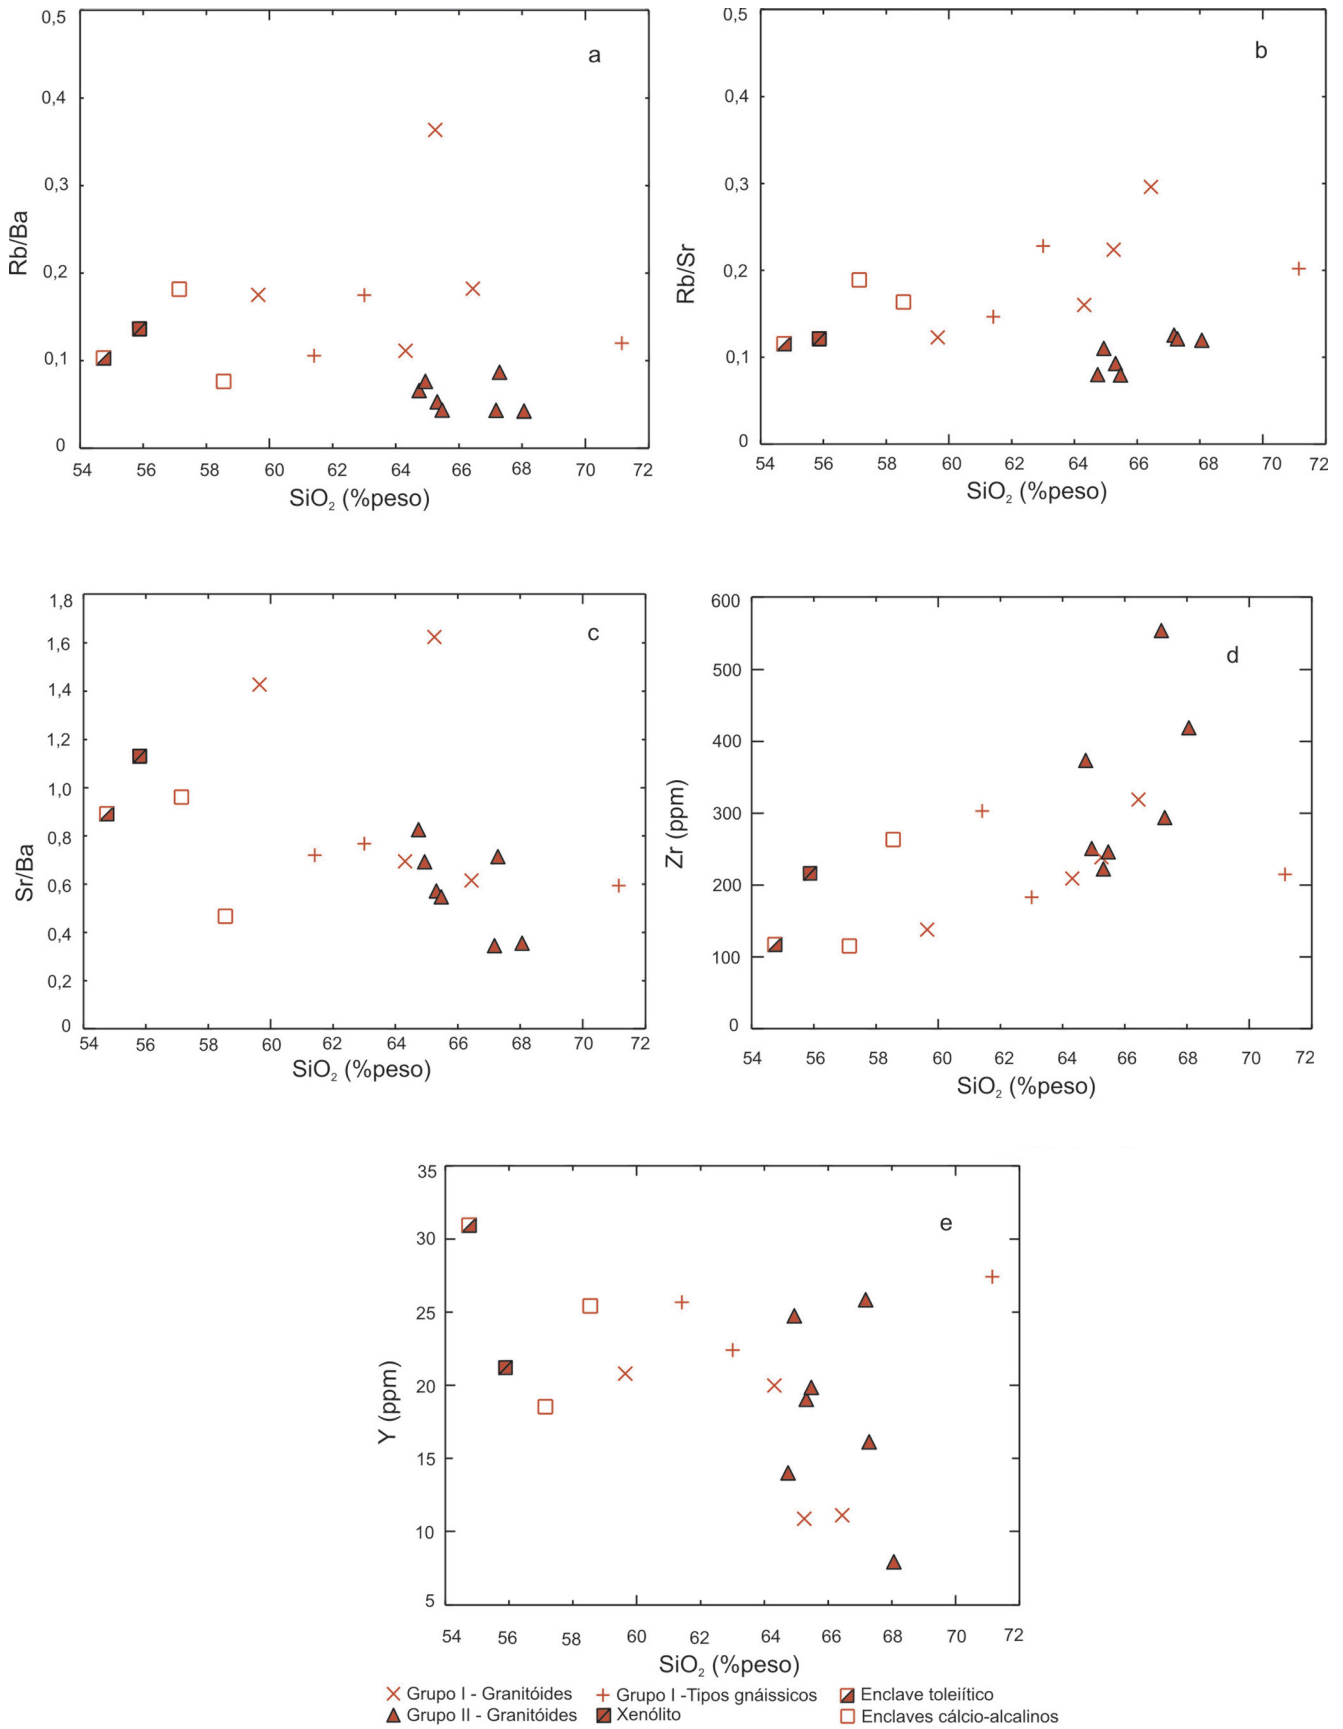 0,5
0,4
0,3
0,2
0,1
0
Rb/Ba
a
54 56 58 60 62 64 66 68 70 72
SiO₂ (%peso)
0,5
0,4
0,3
0,2
0,1
0
Rb/Sr
b
54 56 58 60 62 64 66 68 70 72
SiO₂ (%peso)
1,8
1,6
1,4
1,2
1,0
0,8
0,6
0,4
0,2
0
Sr/Ba
c
54 56 58 60 62 64 66 68 70 72
SiO₂ (%peso)
600
500
400
300
200
100
0
Zr (ppm)
d
54 56 58 60 62 64 66 68 70 72
SiO₂ (%peso)
35
30
25
20
15
10
5
Y (ppm)
e
54 56 58 60 62 64 66 68 70 72
SiO₂ (%peso)
Grupo I - Granitóides Grupo I -Tipos gnáissicos Enclave toleiítico
Grupo II - Granitóides Xenólito Enclaves cálcio-alcalinos